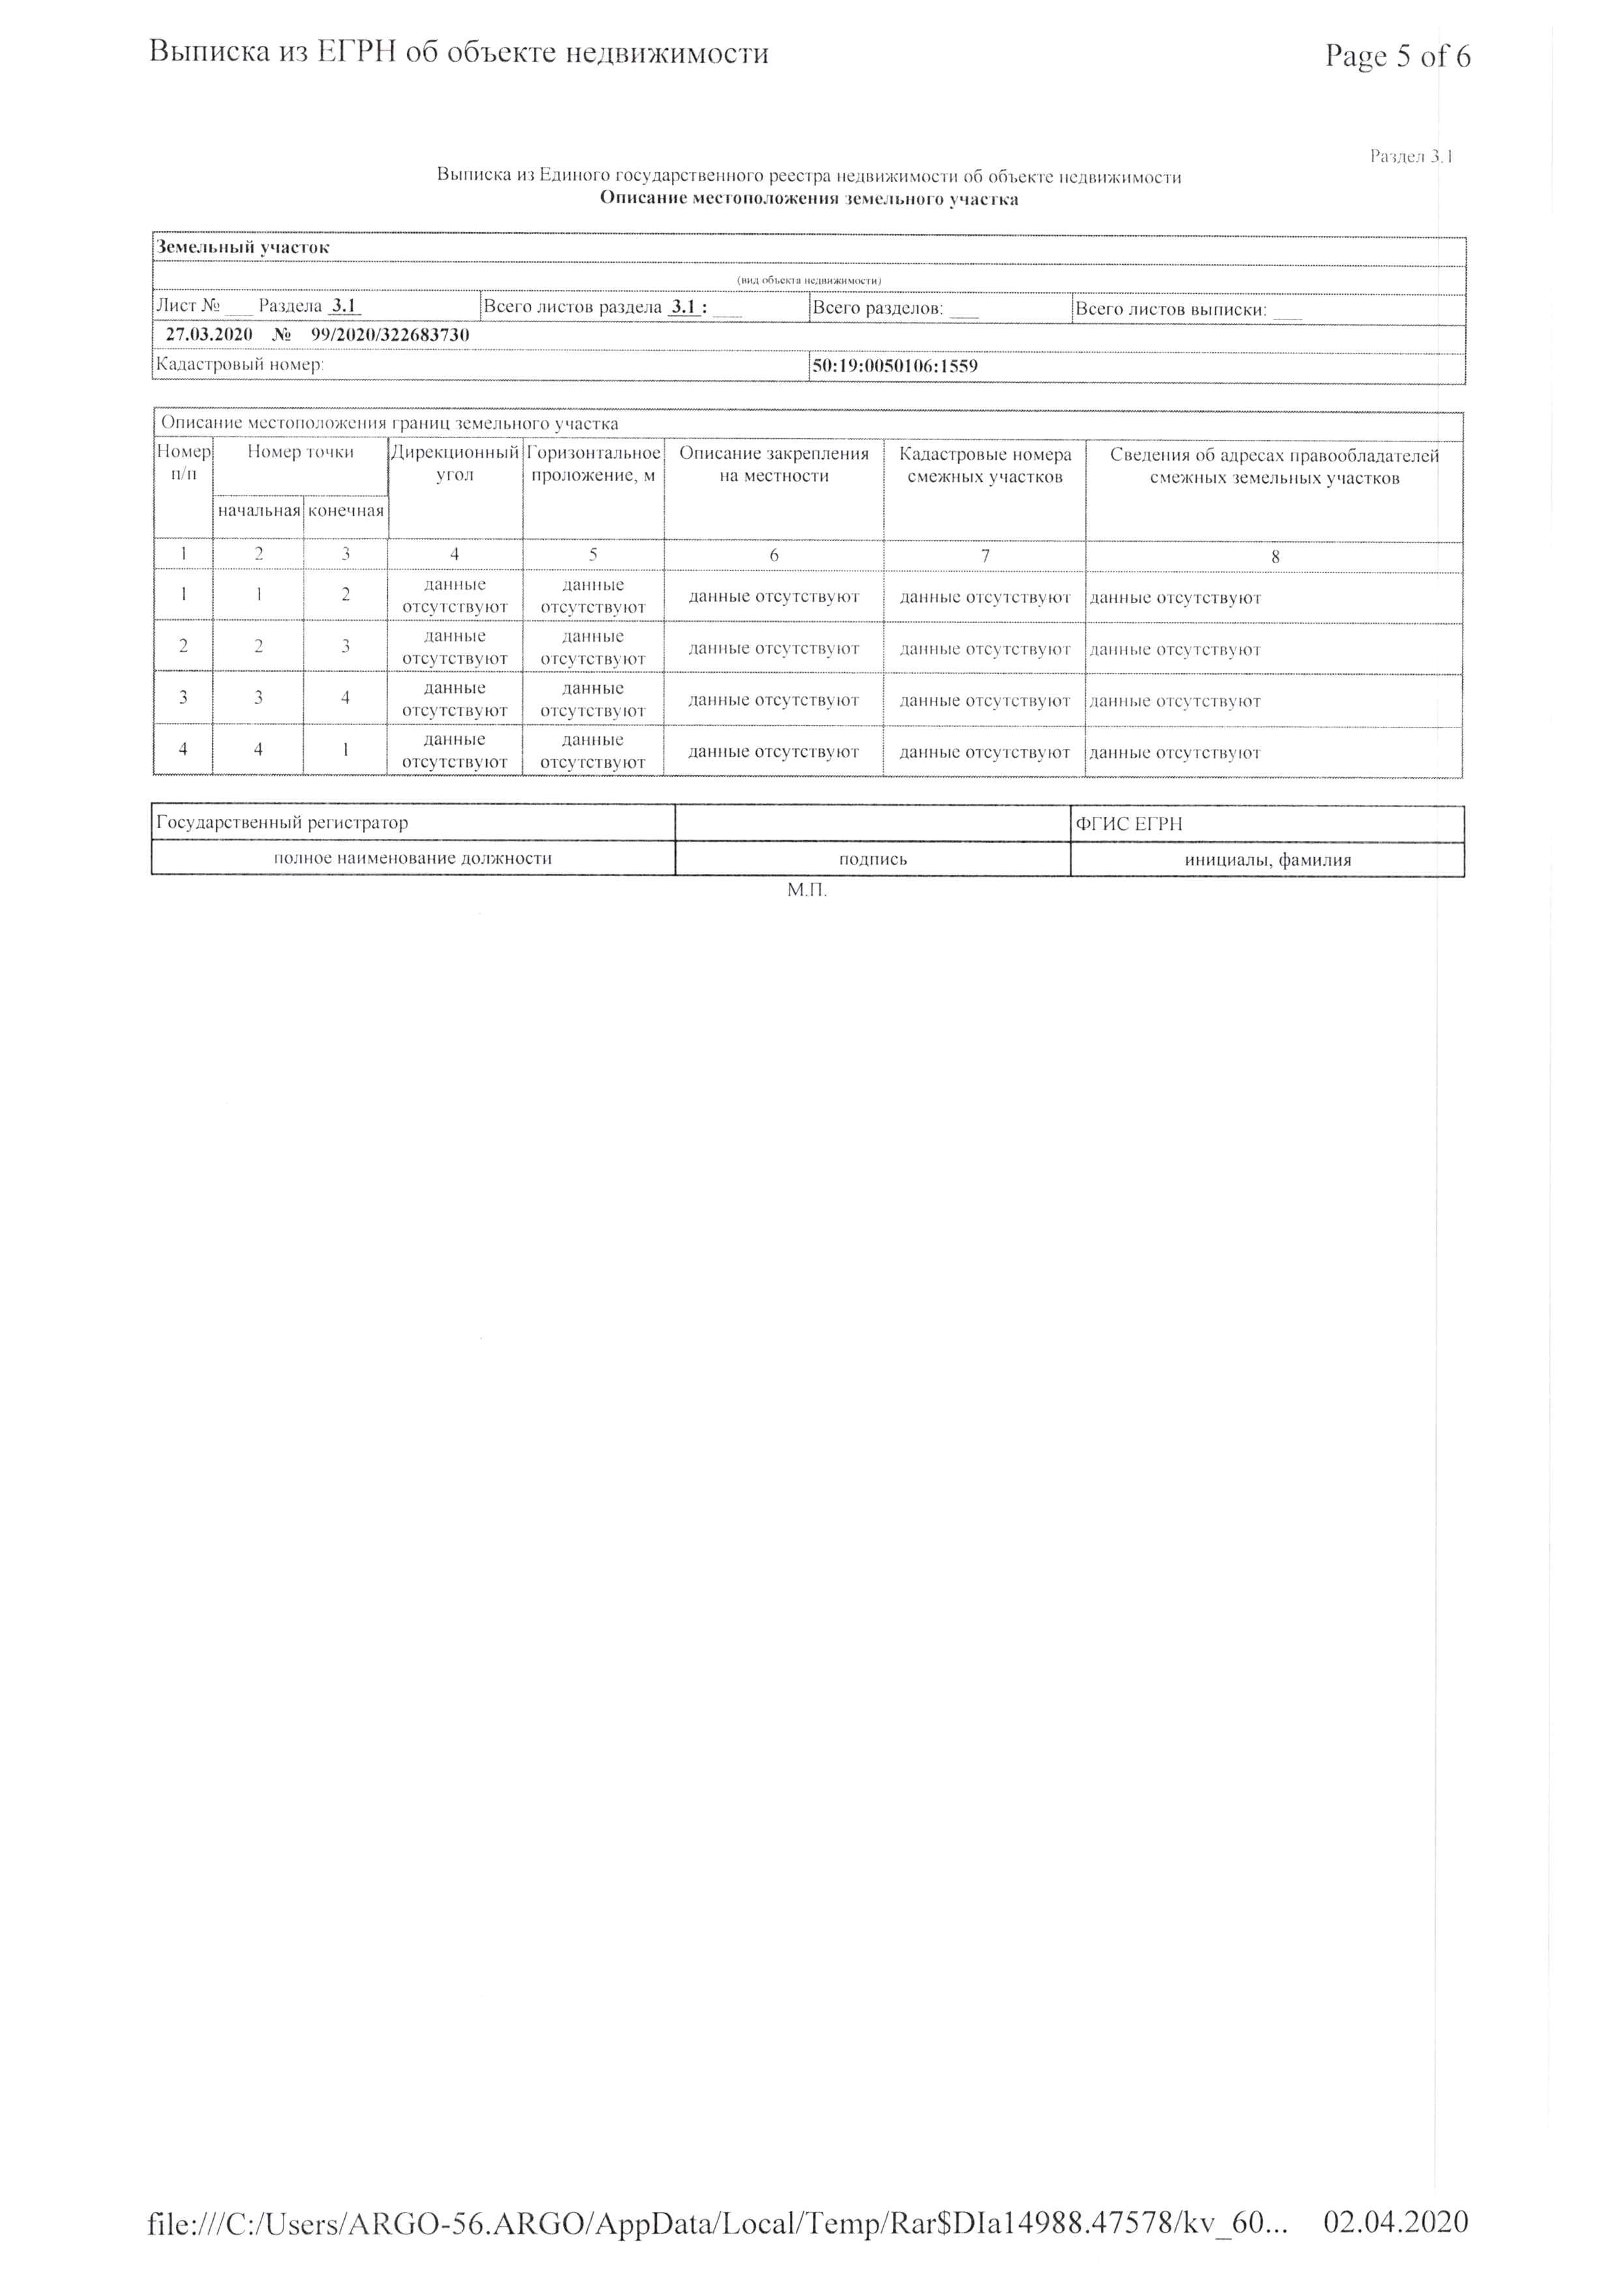 Выписка из ЕГРН об объекте недвижимости
Page 5 of 6
Раздел 3.1
Выписка из Единого государственного реестра недвижимости об объекте недвижимости
Описание местоположения земельного участка
Земельный участок
(вид объекта недвижимости)
Лист № ___ Раздела 3.1 Всего листов раздела 3.1 : ___ Всего разделов: ___ Всего листов выписки: ___
27.03.2020 № 99/2020/322683730
Кадастровый номер: 50:19:0050106:1559
Описание местоположения границ земельного участка
Номер п/п
Номер точки
начальная
конечная
Дирекционный угол
Горизонтальное проложение, м
Описание закрепления на местности
Кадастровые номера смежных участков
Сведения об адресах правообладателей смежных земельных участков
1 2 3 4 5 6 7 8
1 1 2 данные отсутствуют данные отсутствуют данные отсутствуют данные отсутствуют данные отсутствуют
2 2 3 данные отсутствуют данные отсутствуют данные отсутствуют данные отсутствуют данные отсутствуют
3 3 4 данные отсутствуют данные отсутствуют данные отсутствуют данные отсутствуют данные отсутствуют
4 4 1 данные отсутствуют данные отсутствуют данные отсутствуют данные отсутствуют данные отсутствуют
Государственный регистратор ФГИС ЕГРН
полное наименование должности подпись инициалы, фамилия
М.П.
file:///C:/Users/ARGO-56.ARGO/AppData/Local/Temp/Rar$DIa14988.47578/kv_60... 02.04.2020